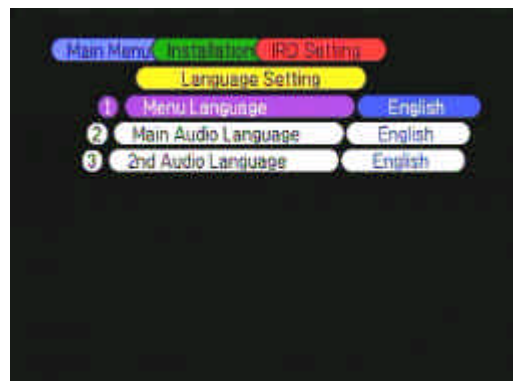 Main Menu Installation IRD Setting
Language Setting
1 Menu Language English
2 Main Audio Language English
3 2nd Audio Language English